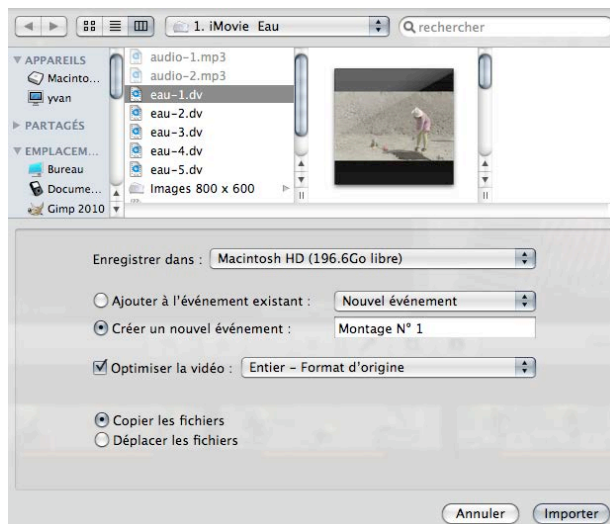 1. iMovie Eau
rechercher
APPAREILS
Macinto...
yvan
PARTAGÉS
EMPLACEM...
Bureau
Docume...
Gimp 2010
audio-1.mp3
audio-2.mp3
eau-1.dv
eau-2.dv
eau-3.dv
eau-4.dv
eau-5.dv
Images 800 x 600
Enregistrer dans : Macintosh HD (196.6Go libre)
Ajouter à l'événement existant : Nouvel événement
Créer un nouvel événement : Montage N° 1
Optimiser la vidéo : Entier – Format d'origine
Copier les fichiers
Déplacer les fichiers
Annuler Importer